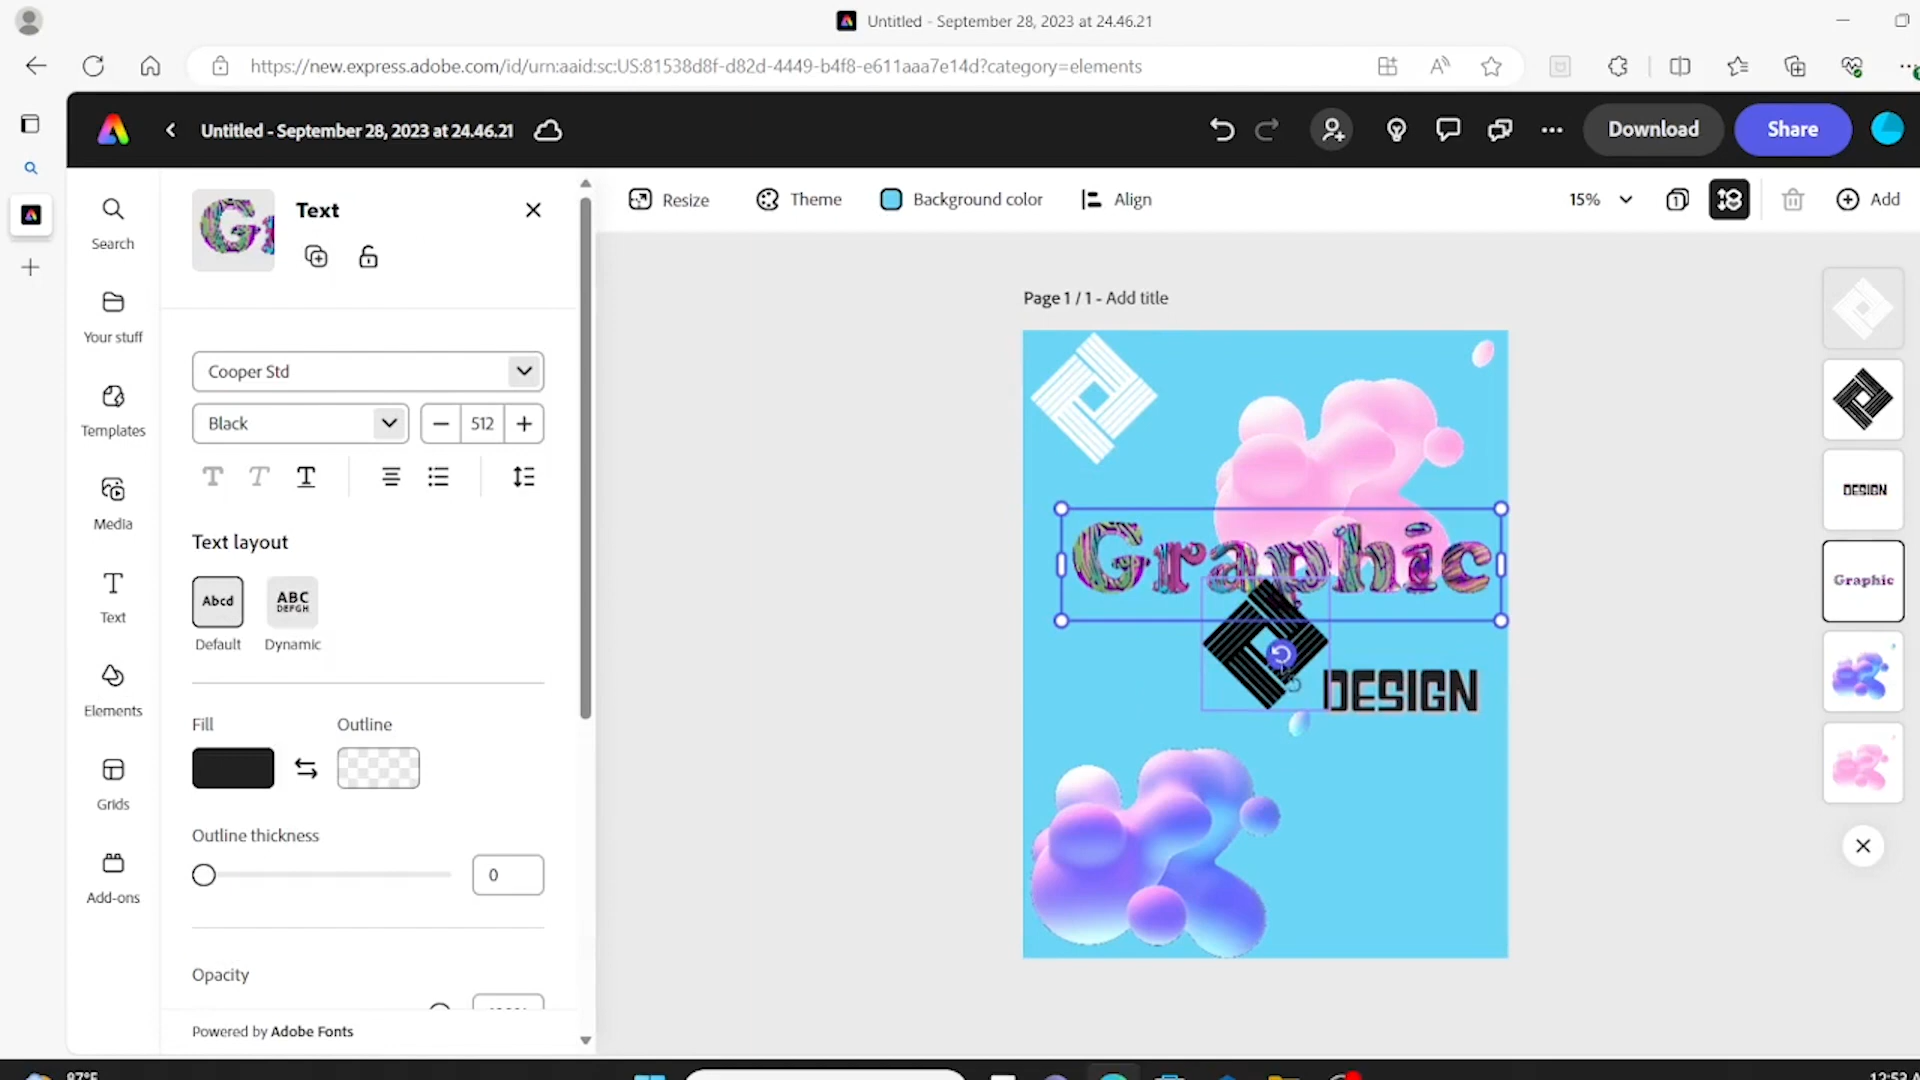 Untitled - September 28, 2023 at 24.46.21
https://new.express.adobe.com/id/urn:aaid:sc:US:81538d8f-d82d-4449-b4f8-e611aaa7e14d?category=elements
Untitled - September 28, 2023 at 24.46.21
Download
Share
Search
Your stuff
Templates
Media
Text
Elements
Grids
Add-ons
Gr
Text
Cooper Std
Black
512
Text layout
Abcd
ABC
DEFGH
Default
Dynamic
Fill
Outline
Outline thickness
0
Opacity
Powered by Adobe Fonts
Resize
Theme
Background color
Align
15%
1
Add
Page 1 / 1 - Add title
Graphic
DESIGN
DESIGN
Graphic
87°F